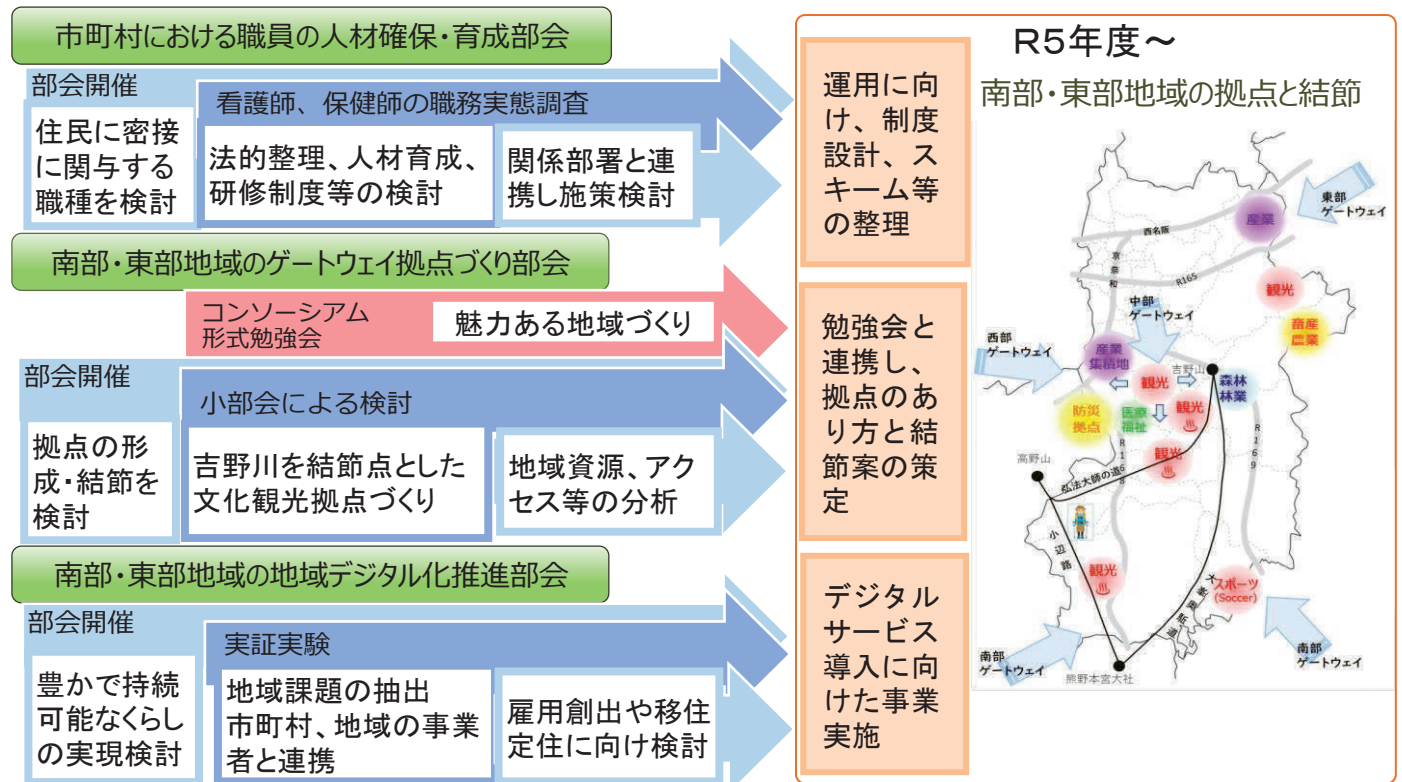 市町村における職員の人材確保・育成部会
部会開催
住民に密接
に関与する
職種を検討
看護師、保健師の職務実態調査
法的整理、人材育成、
研修制度等の検討
関係部署と連
携し施策検討
運用に向
け、制度
設計、ス
キーム等
の整理
南部・東部地域のゲートウェイ拠点づくり部会
コンソーシアム
形式勉強会
魅力ある地域づくり
部会開催
拠点の形
成・結節を
検討
小部会による検討
吉野川を結節点とした
文化観光拠点づくり
地域資源、アク
セス等の分析
勉強会と
連携し、
拠点のあ
り方と結
節案の策
定
南部・東部地域の地域デジタル化推進部会
部会開催
豊かで持続
可能なくらし
の実現検討
実証実験
地域課題の抽出
市町村、地域の事業
者と連携
雇用創出や移住
定住に向け検討
デジタル
サービス
導入に向
けた事業
実施
R5年度~
南部・東部地域の拠点と結節
東部
ゲートウェイ
産業
西名阪
京奈和
R165
観光
中部
ゲートウェイ
畜産
農業
西部
ゲートウェイ
産業
集積地
吉野山
観光
森林
林業
防災
拠点
医療
福祉
観光
R168
観光
R169
高野山
弘法大師の道
小辺路
観光
大峯奥駈道
スポーツ
(Soccer)
南部
ゲートウェイ
南部
ゲートウェイ
熊野本宮大社